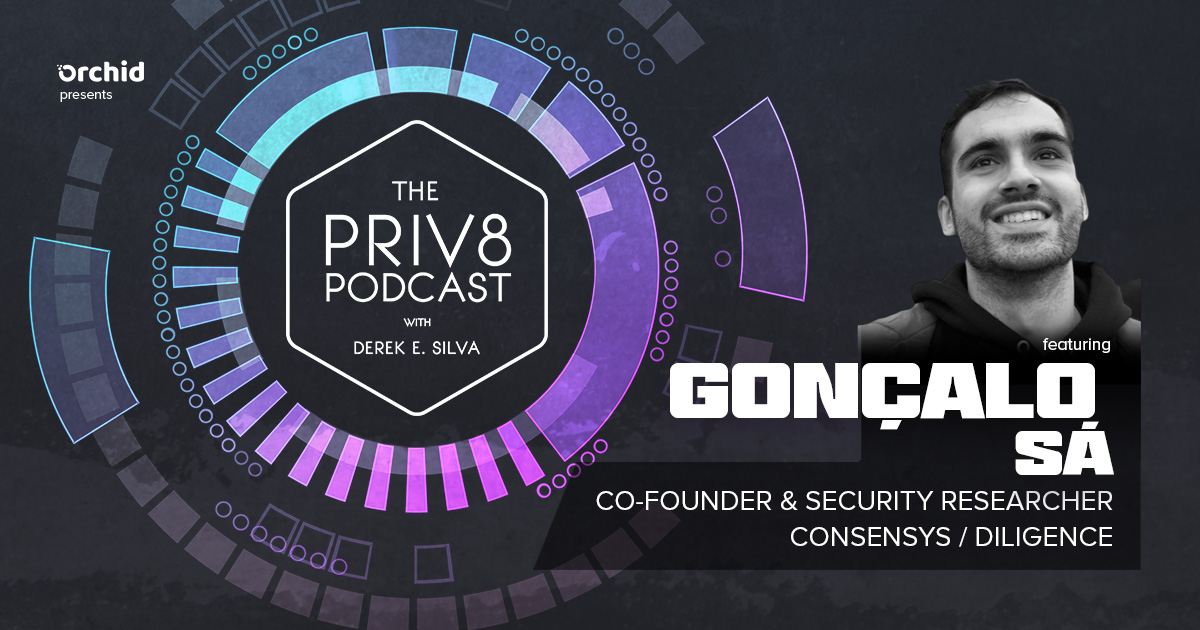 orchid
presents
THE
PRIV8
PODCAST
WITH
DEREK E. SILVA
featuring
GONÇALO
SÁ
CO-FOUNDER & SECURITY RESEARCHER
CONSENSYS / DILIGENCE